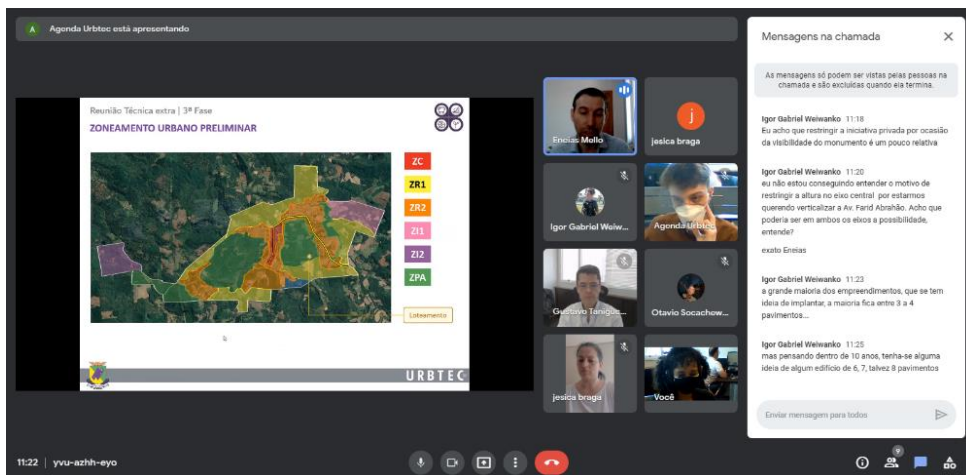 A Agenda Urbtec está apresentando
Reunião Técnica extra | 3ª Fase
ZONEAMENTO URBANO PRELIMINAR
ZC
ZR1
ZR2
ZI1
ZI2
ZPA
Loteamento
URBTEC
Eneias Mello
j
jesica braga
Igor Gabriel Weiw...
Agenda Urbtec
Gustavo Tanigu...
Otavio Socachew...
jesica braga
Você
Mensagens na chamada
As mensagens só podem ser vistas pelas pessoas na
chamada e são excluídas quando ela termina.
Igor Gabriel Weiwanko 11:18
Eu acho que restringir a iniciativa privada por ocasião
da visibilidade do monumento é um pouco relativa
Igor Gabriel Weiwanko 11:20
eu não estou conseguindo entender o motivo de
restringir a altura no eixo central por estarmos
querendo verticalizar a Av. Farid Abrahão. Acho que
poderia ser em ambos os eixos a possibilidade,
entende?
exato Eneias
Igor Gabriel Weiwanko 11:23
a grande maioria dos empreendimentos, que se tem
ideia de implantar, a maioria fica entre 3 a 4
pavimentos...
Igor Gabriel Weiwanko 11:25
mas pensando dentro de 10 anos, tenha-se alguma
ideia de algum edifício de 6, 7, talvez 8 pavimentos
Enviar mensagem para todos
11:22 | yvu-azhh-eyo
9